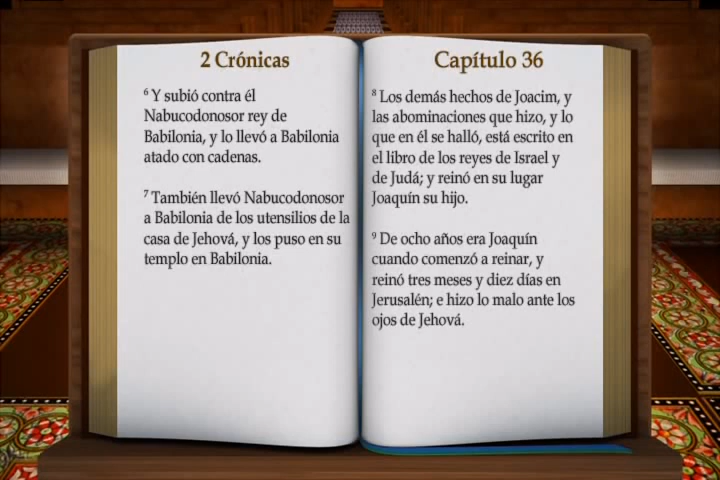 2 Crónicas
6 Y subió contra él
Nabucodonosor rey de
Babilonia, y lo llevó a Babilonia
atado con cadenas.
7 También llevó Nabucodonosor
a Babilonia de los utensilios de la
casa de Jehová, y los puso en su
templo en Babilonia.
Capítulo 36
8 Los demás hechos de Joacim, y
las abominaciones que hizo, y lo
que en él se halló, está escrito en
el libro de los reyes de Israel y
de Judá; y reinó en su lugar
Joaquín su hijo.
9 De ocho años era Joaquín
cuando comenzó a reinar, y
reinó tres meses y diez días en
Jerusalén; e hizo lo malo ante los
ojos de Jehová.